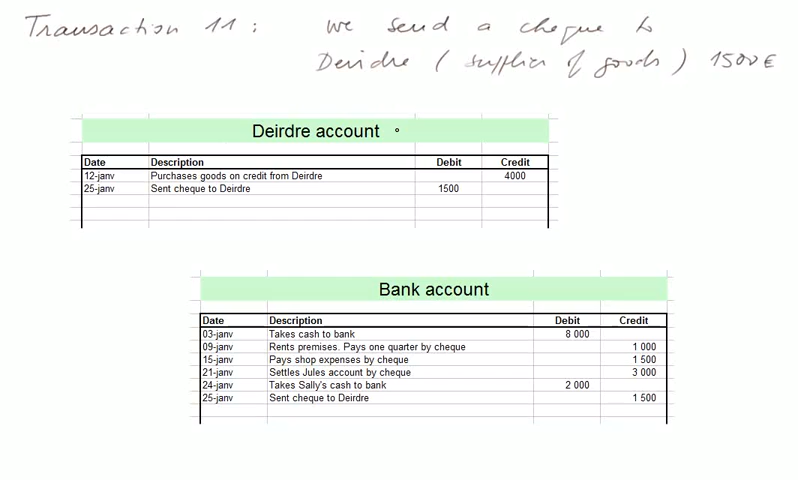 Transaction 11 : We send a cheque to
Deirdre ( supplier of goods ) 1500 €
Deirdre account
Date Description Debit Credit
12-janv Purchases goods on credit from Deirdre 4000
25-janv Sent cheque to Deirdre 1500
Bank account
Date Description Debit Credit
03-janv Takes cash to bank 8 000
09-janv Rents premises. Pays one quarter by cheque 1 000
15-janv Pays shop expenses by cheque 1 500
21-janv Settles Jules account by cheque 3 000
24-janv Takes Sally's cash to bank 2 000
25-janv Sent cheque to Deirdre 1 500